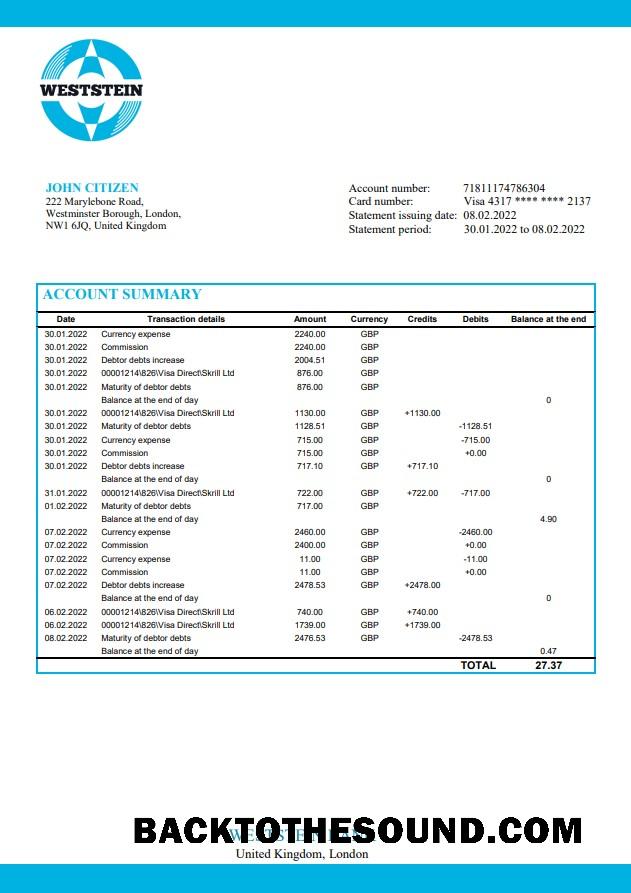 WESTSTEIN
JOHN CITIZEN
222 Marylebone Road,
Westminster Borough, London,
NW1 6JQ, United Kingdom
Account number: 71811174786304
Card number: Visa 4317 **** **** 2137
Statement issuing date: 08.02.2022
Statement period: 30.01.2022 to 08.02.2022
ACCOUNT SUMMARY
Date Transaction details Amount Currency Credits Debits Balance at the end
30.01.2022 Currency expense 2240.00 GBP
30.01.2022 Commission 2240.00 GBP
30.01.2022 Debtor debts increase 2004.51 GBP
30.01.2022 00001214\826\Visa Direct\Skrill Ltd 876.00 GBP
30.01.2022 Maturity of debtor debts 876.00 GBP
Balance at the end of day 0
30.01.2022 00001214\826\Visa Direct\Skrill Ltd 1130.00 GBP +1130.00
30.01.2022 Maturity of debtor debts 1128.51 GBP -1128.51
30.01.2022 Currency expense 715.00 GBP -715.00
30.01.2022 Commission 715.00 GBP +0.00
30.01.2022 Debtor debts increase 717.10 GBP +717.10
Balance at the end of day 0
31.01.2022 00001214\826\Visa Direct\Skrill Ltd 722.00 GBP +722.00 -717.00
01.02.2022 Maturity of debtor debts 717.00 GBP
Balance at the end of day 4.90
07.02.2022 Currency expense 2460.00 GBP -2460.00
07.02.2022 Commission 2400.00 GBP +0.00
07.02.2022 Currency expense 11.00 GBP -11.00
07.02.2022 Commission 11.00 GBP +0.00
07.02.2022 Debtor debts increase 2478.53 GBP +2478.00
Balance at the end of day 0
06.02.2022 00001214\826\Visa Direct\Skrill Ltd 740.00 GBP +740.00
06.02.2022 00001214\826\Visa Direct\Skrill Ltd 1739.00 GBP +1739.00
08.02.2022 Maturity of debtor debts 2476.53 GBP -2478.53
Balance at the end of day 0.47
TOTAL 27.37
BACKTOTHESOUND.COM
United Kingdom, London